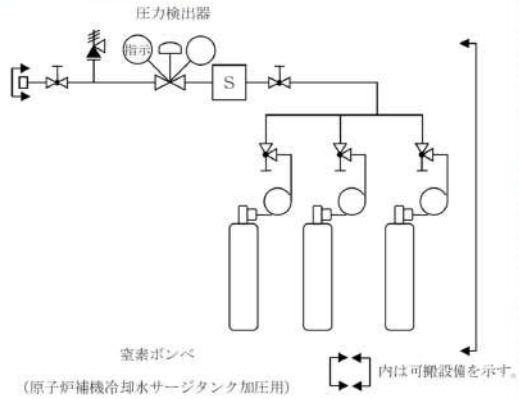 圧力検出器
指示
S
窒素ボンベ
内は可搬設備を示す。
（原子炉補機冷却水サージタンク加圧用）